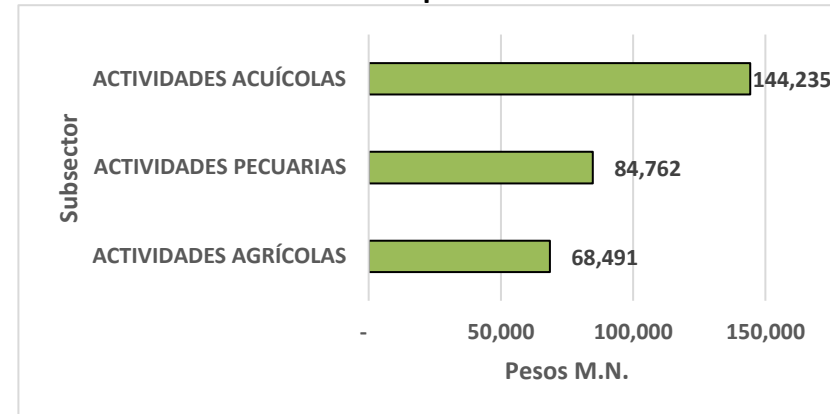 Subsector
ACTIVIDADES ACUÍCOLAS
144,235
ACTIVIDADES PECUARIAS
84,762
ACTIVIDADES AGRÍCOLAS
68,491
- 50,000 100,000 150,000
Pesos M.N.